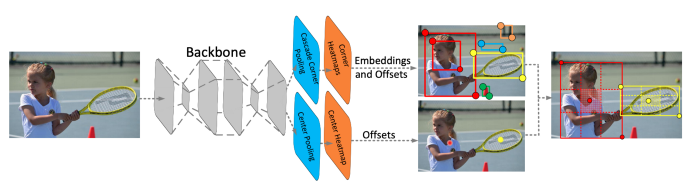 Backbone
Cascade Corner
Pooling
Corner
Heatmaps
Embeddings
and Offsets
Center Pooling
Center Heatmap
Offsets